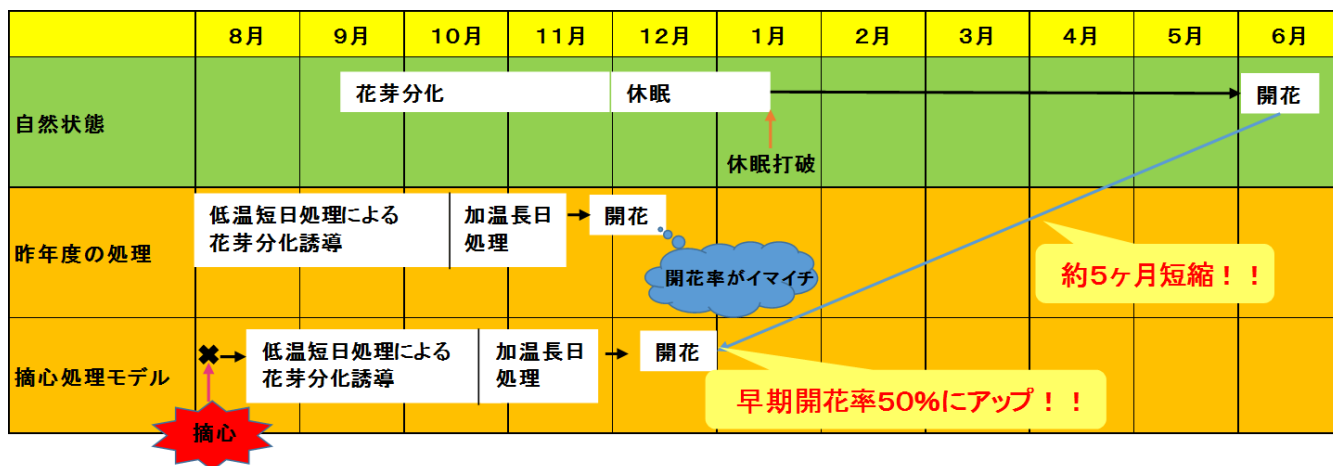 8月 9月 10月 11月 12月 1月 2月 3月 4月 5月 6月
自然状態
花芽分化
休眠
開花
休眠打破
昨年度の処理
低温短日処理による
花芽分化誘導
加温長日
処理
開花
開花率がイマイチ
約5ヶ月短縮！！
摘心処理モデル
低温短日処理による
花芽分化誘導
加温長日
処理
開花
早期開花率50%にアップ！！
摘心